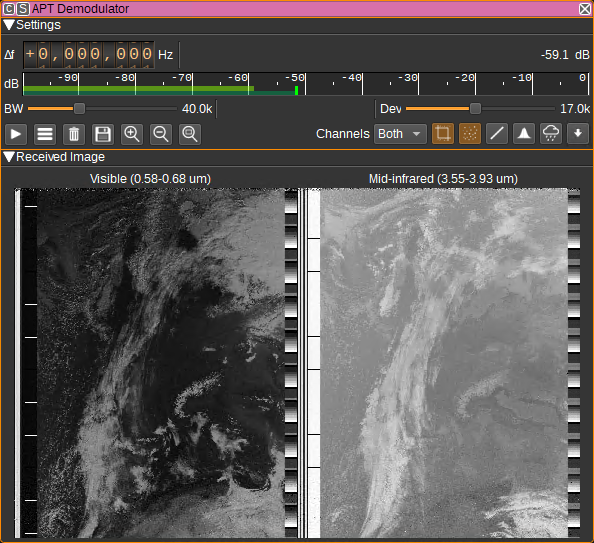 C S APT Demodulator
Settings
Δf +0,000,000 Hz -59.1 dB
dB -90 -80 -70 -60 -50 -40 -30 -20 -10 0
BW 40.0k Dev 17.0k
Channels Both
Received Image
Visible (0.58-0.68 um) Mid-infrared (3.55-3.93 um)